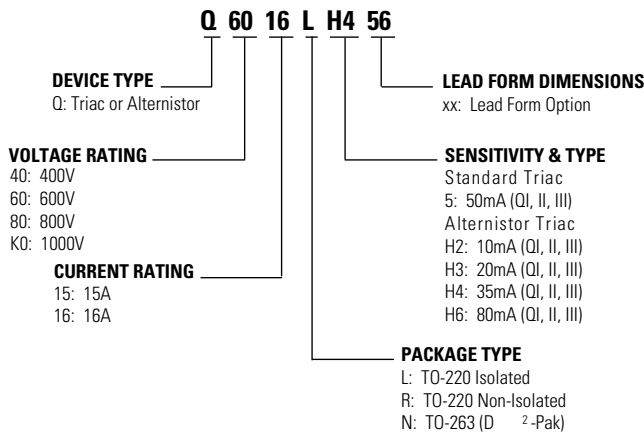 Q 60 16 L H4 56
DEVICE TYPE
Q: Triac or Alternistor
VOLTAGE RATING
40: 400V
60: 600V
80: 800V
K0: 1000V
CURRENT RATING
15: 15A
16: 16A
LEAD FORM DIMENSIONS
xx: Lead Form Option
SENSITIVITY & TYPE
Standard Triac
5: 50mA (QI, II, III)
Alternistor Triac
H2: 10mA (QI, II, III)
H3: 20mA (QI, II, III)
H4: 35mA (QI, II, III)
H6: 80mA (QI, II, III)
PACKAGE TYPE
L: TO-220 Isolated
R: TO-220 Non-Isolated
N: TO-263 (D ²-Pak)